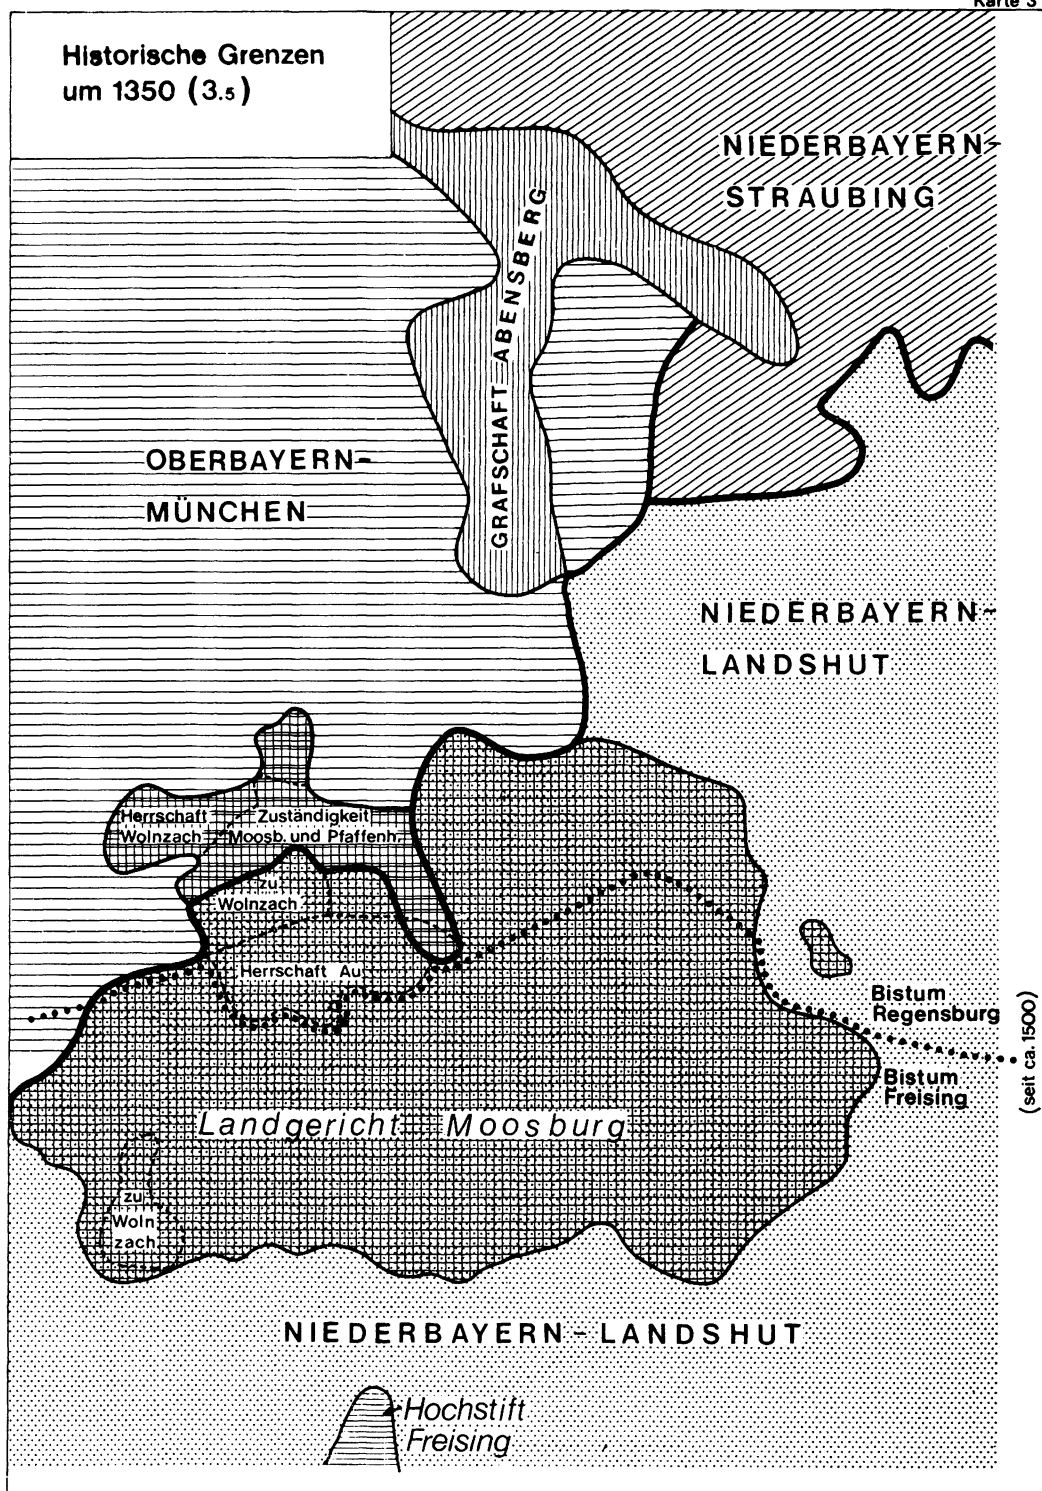 Karte 3
Historische Grenzen
um 1350 (3.5)
NIEDERBAYERN-
STRAUBING
GRAFSCHAFT ABENSBERG
OBERBAYERN-
MÜNCHEN
NIEDERBAYERN-
LANDSHUT
Herrschaft
Wolnzach
Zuständigkeit
Moosb. und Pfaffenh.
zu
Wolnzach
Herrschaft Au
Bistum
Regensburg
(seit ca. 1500)
Bistum
Freising
Landgericht Moosburg
zu
Woln
zach
NIEDERBAYERN-LANDSHUT
Hochstift
Freising